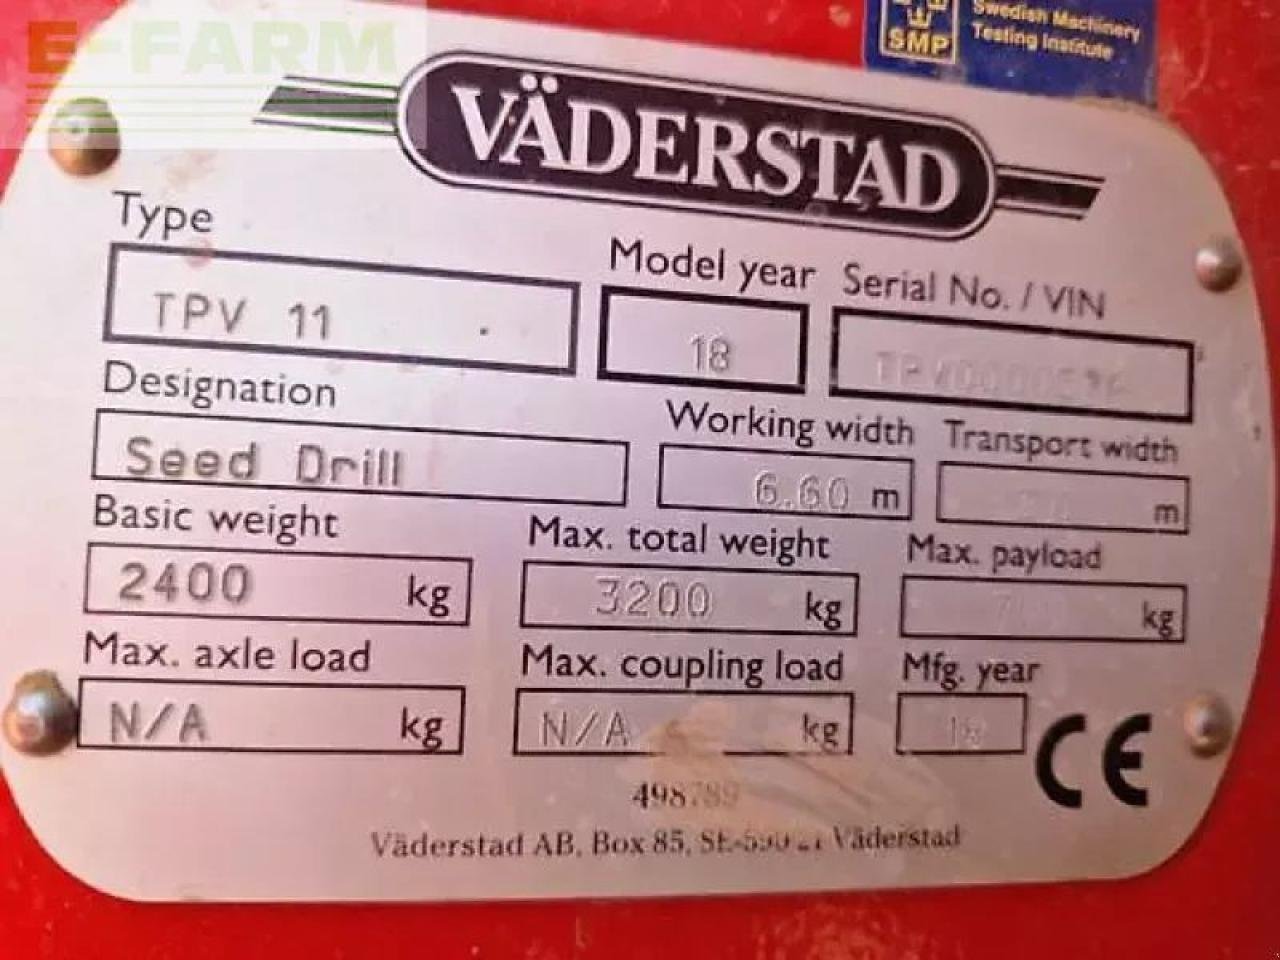 E-FARM
Swedish Machinery
Testing Institute
SMP
VÄDERSTAD
Type
Model year
Serial No. / VIN
TPV 11
18
Designation
Working width
Transport width
Seed Drill
6.60 m
m
Basic weight
Max. total weight
Max. payload
2400 kg
3200 kg
kg
Max. axle load
Max. coupling load
Mfg. year
N/A kg
N/A kg
CE
498789
Väderstad AB, Box 85, Väderstad